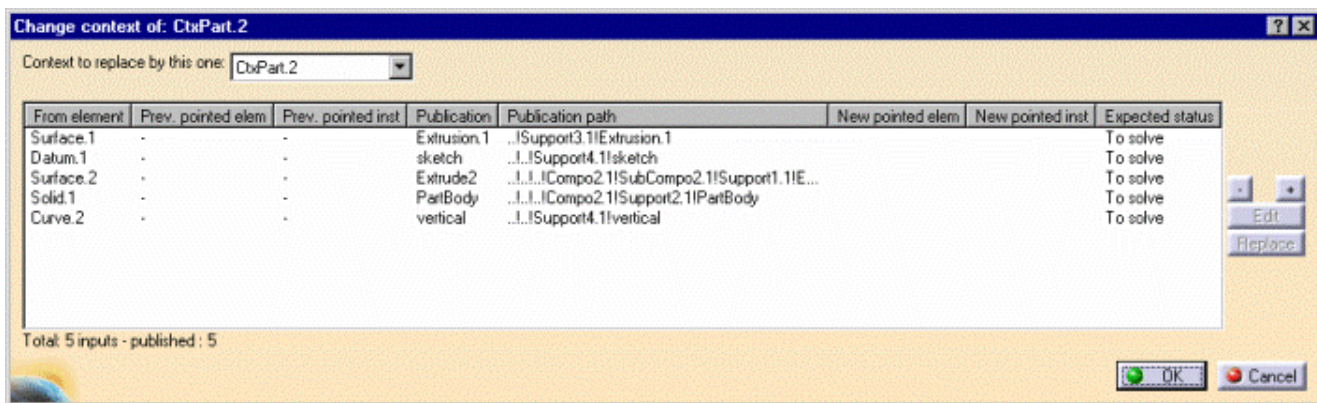 Change context of: CtxPart.2
Context to replace by this one: CtxPart.2
From element Prev. pointed elem Prev. pointed inst Publication Publication path New pointed elem New pointed inst Expected status
Surface.1 - - Extrusion.1 ..!Support3.1!Extrusion.1 To solve
Datum.1 - - sketch ..!..!Support4.1!sketch To solve
Surface.2 - - Extrude2 ..!..!..!Compo2.1!SubCompo2.1!Support1.1!E... To solve
Solid.1 - - PartBody ..!..!..!Compo2.1!Support2.1!PartBody To solve
Curve.2 - - vertical ..!..!Support4.1!vertical To solve
- +
Edit
Replace
Total: 5 inputs - published : 5
OK Cancel